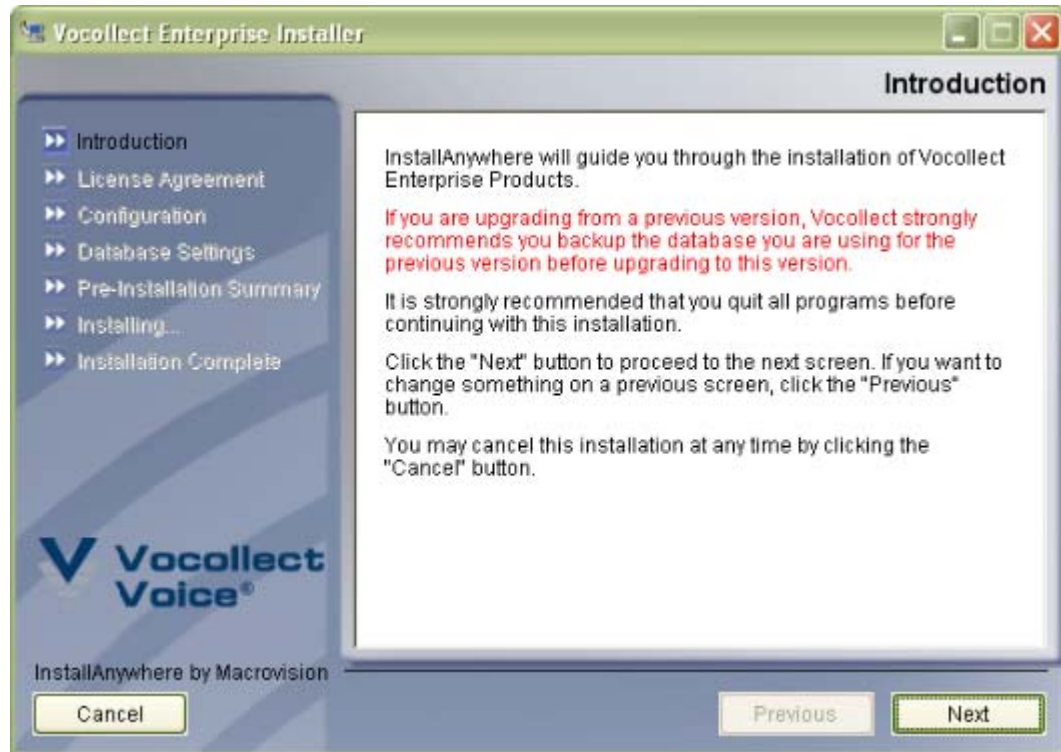 Vocollect Enterprise Installer
Introduction
Introduction
License Agreement
Configuration
Database Settings
Pre-Installation Summary
Installing...
Installation Complete
InstallAnywhere will guide you through the installation of Vocollect
Enterprise Products.
If you are upgrading from a previous version, Vocollect strongly
recommends you backup the database you are using for the
previous version before upgrading to this version.
It is strongly recommended that you quit all programs before
continuing with this installation.
Click the "Next" button to proceed to the next screen. If you want to
change something on a previous screen, click the "Previous"
button.
You may cancel this installation at any time by clicking the
"Cancel" button.
Vocollect
Voice®
InstallAnywhere by Macrovision
Cancel
Previous
Next